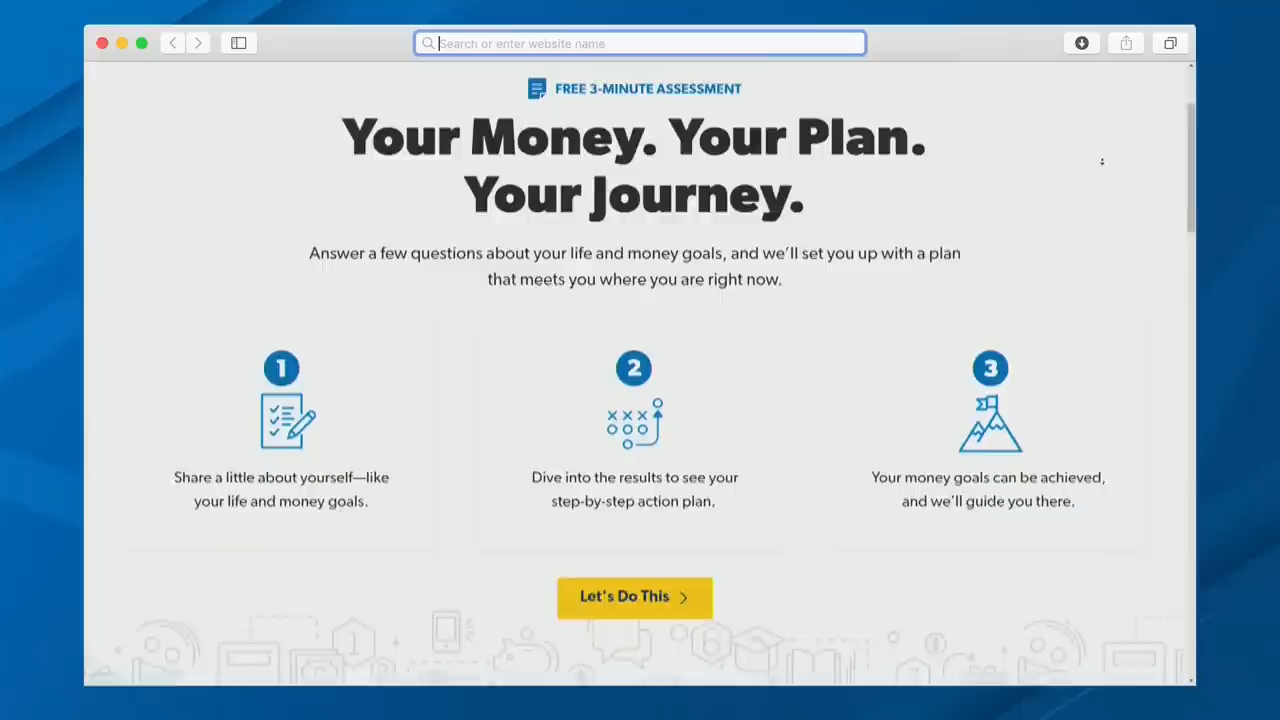 Search or enter website name
FREE 3-MINUTE ASSESSMENT
Your Money. Your Plan.
Your Journey.
Answer a few questions about your life and money goals, and we'll set you up with a plan
that meets you where you are right now.
1
2
3
Share a little about yourself—like
your life and money goals.
Dive into the results to see your
step-by-step action plan.
Your money goals can be achieved,
and we'll guide you there.
Let's Do This